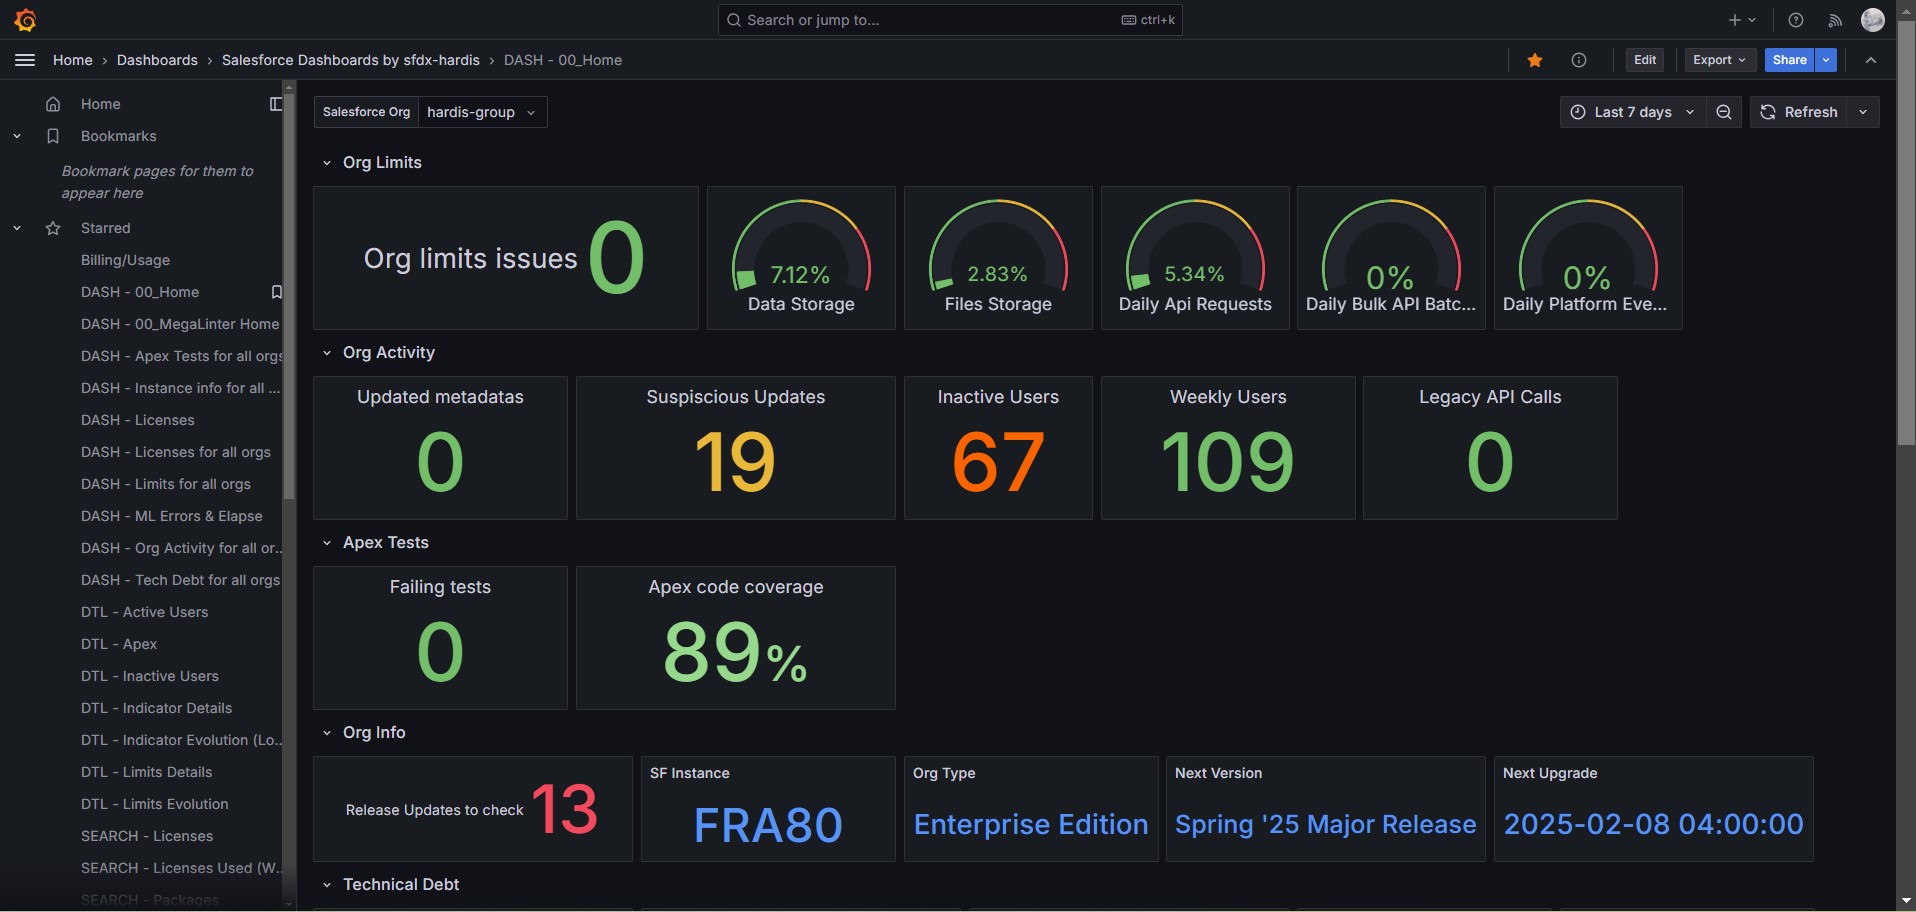 Search or jump to...
ctrl+k
Home › Dashboards › Salesforce Dashboards by sfdx-hardis › DASH - 00_Home
Edit
Export
Share
Home
Bookmarks
Bookmark pages for them to
appear here
Starred
Billing/Usage
DASH - 00_Home
DASH - 00_MegaLinter Home
DASH - Apex Tests for all orgs
DASH - Instance info for all ...
DASH - Licenses
DASH - Licenses for all orgs
DASH - Limits for all orgs
DASH - ML Errors & Elapse
DASH - Org Activity for all or...
DASH - Tech Debt for all orgs
DTL - Active Users
DTL - Apex
DTL - Inactive Users
DTL - Indicator Details
DTL - Indicator Evolution (Lo...
DTL - Limits Details
DTL - Limits Evolution
SEARCH - Licenses
SEARCH - Licenses Used (W...
SEARCH - Packages
Salesforce Org
hardis-group
Last 7 days
Refresh
Org Limits
Org limits issues 0
7.12%
Data Storage
2.83%
Files Storage
5.34%
Daily Api Requests
0%
Daily Bulk API Batc...
0%
Daily Platform Eve...
Org Activity
Updated metadatas
0
Suspiscious Updates
19
Inactive Users
67
Weekly Users
109
Legacy API Calls
0
Apex Tests
Failing tests
0
Apex code coverage
89%
Org Info
Release Updates to check 13
SF Instance
FRA80
Org Type
Enterprise Edition
Next Version
Spring '25 Major Release
Next Upgrade
2025-02-08 04:00:00
Technical Debt